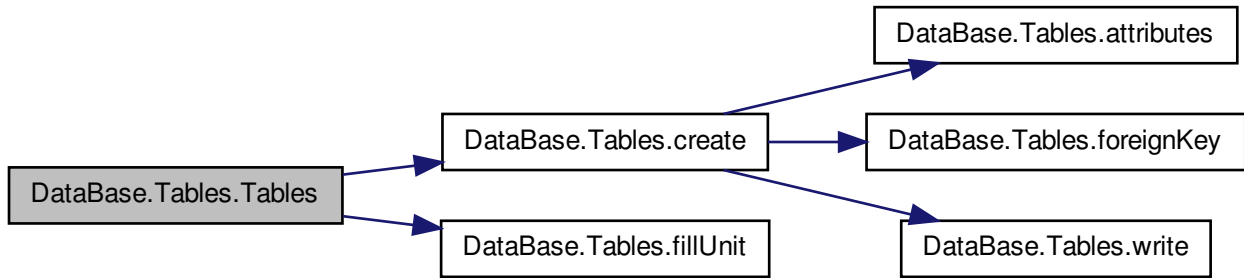 DataBase.Tables.attributes
DataBase.Tables.create
DataBase.Tables.foreignKey
DataBase.Tables.Tables
DataBase.Tables.fillUnit
DataBase.Tables.write